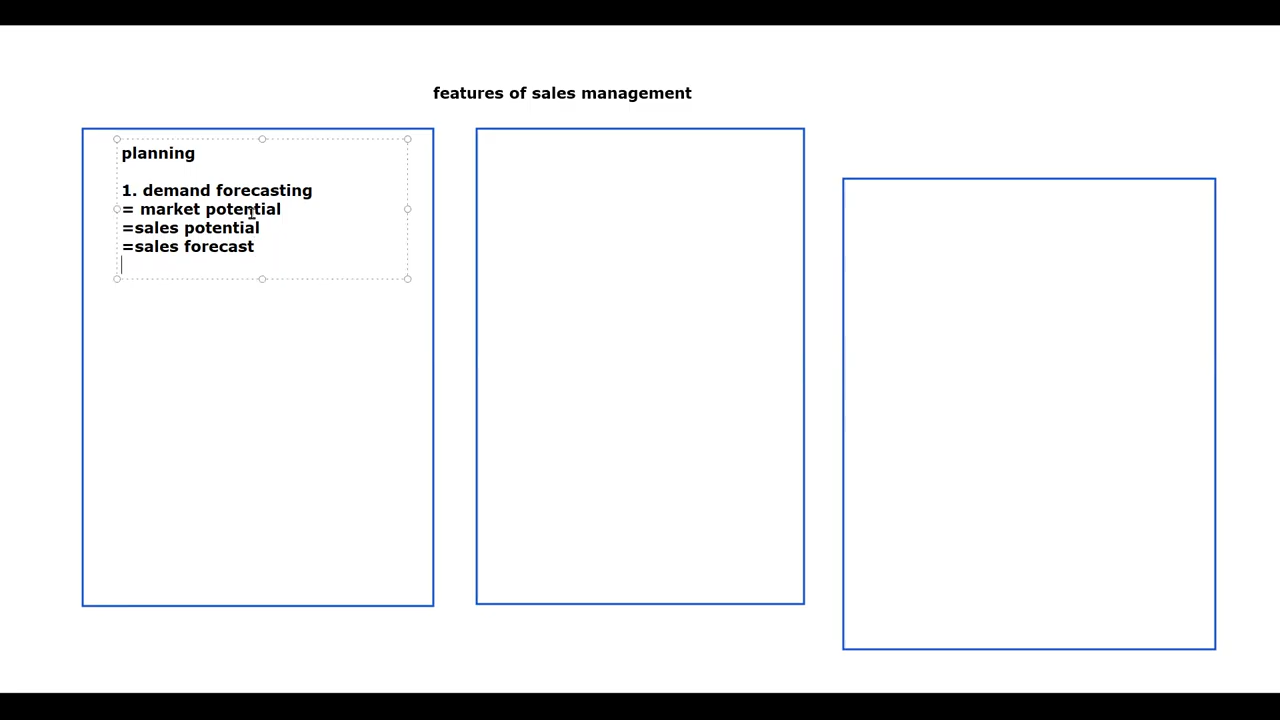 features of sales management
planning
1. demand forecasting
= market potential
=sales potential
=sales forecast